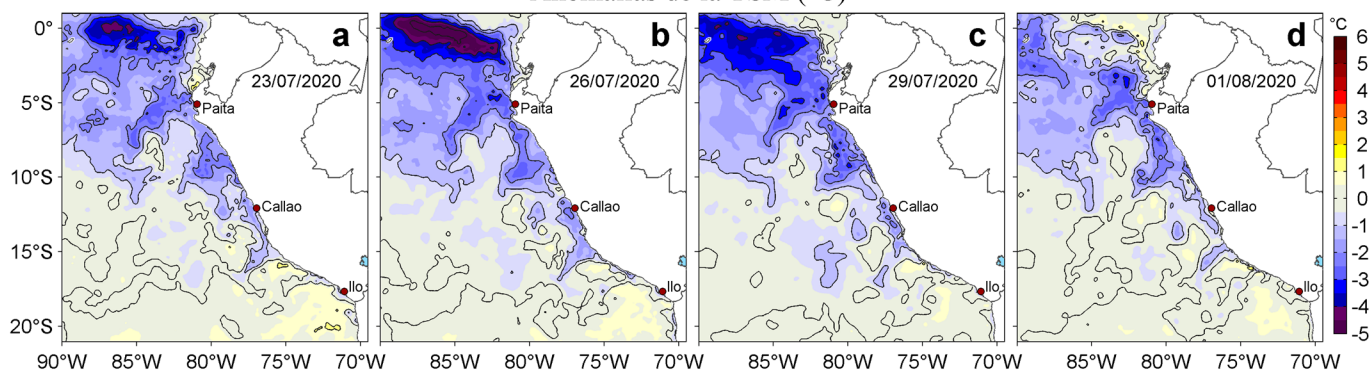 a
b
c
d
23/07/2020
26/07/2020
29/07/2020
01/08/2020
0°
5°S
10°S
15°S
20°S
Paita
Callao
Ilo
Paita
Callao
Ilo
Paita
Callao
Ilo
Paita
Callao
Ilo
90°W 85°W 80°W 75°W 70°W
85°W 80°W 75°W 70°W
85°W 80°W 75°W 70°W
85°W 80°W 75°W 70°W
°C
6
5
4
3
2
1
0
-1
-2
-3
-4
-5